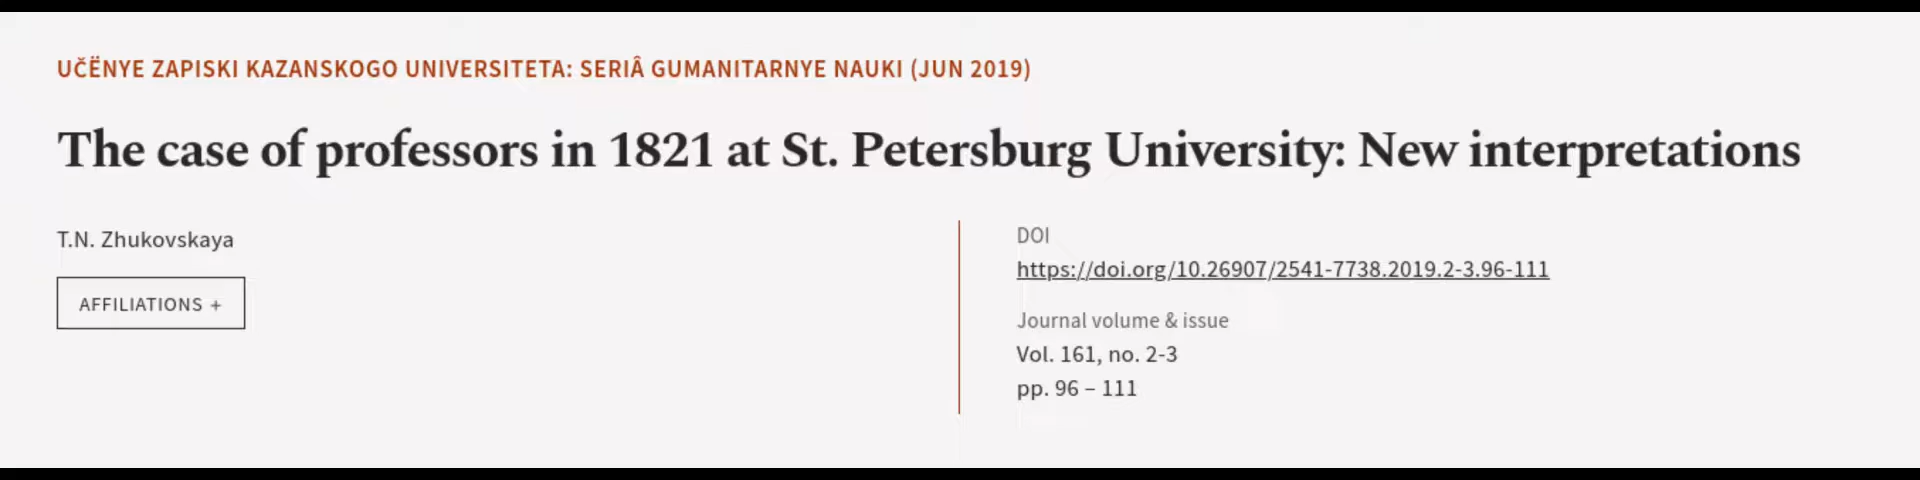 UČËNYE ZAPISKI KAZANSKOGO UNIVERSITETA: SERIÂ GUMANITARNYE NAUKI (JUN 2019)
The case of professors in 1821 at St. Petersburg University: New interpretations
T.N. Zhukovskaya
AFFILIATIONS +
DOI
https://doi.org/10.26907/2541-7738.2019.2-3.96-111
Journal volume & issue
Vol. 161, no. 2-3
pp. 96 – 111